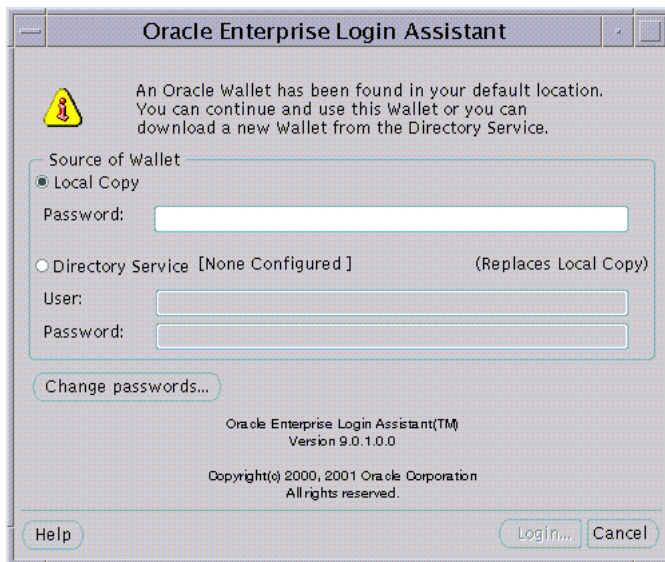 Oracle Enterprise Login Assistant
An Oracle Wallet has been found in your default location.
You can continue and use this Wallet or you can
download a new Wallet from the Directory Service.
Source of Wallet
Local Copy
Password:
Directory Service [None Configured ] (Replaces Local Copy)
User:
Password:
Change passwords...
Oracle Enterprise Login Assistant(TM)
Version 9.0.1.0.0
Copyright(c) 2000, 2001 Oracle Corporation
All rights reserved.
Help Login... Cancel